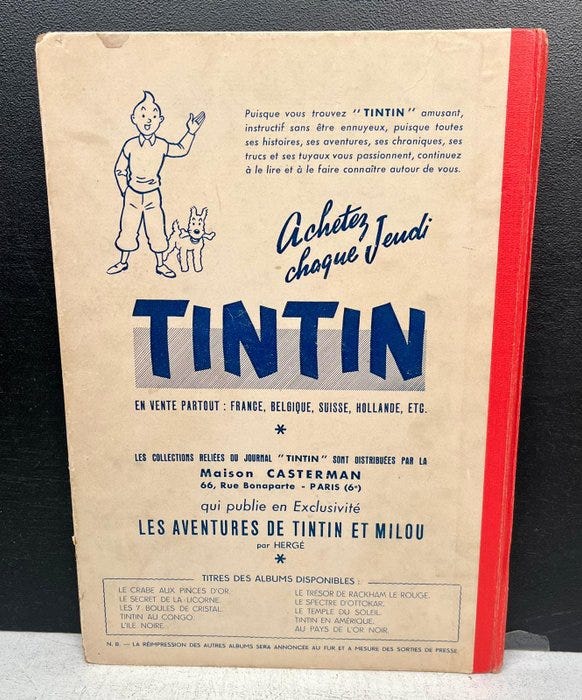 Puisque vous trouvez "TINTIN" amusant,
instructif sans être ennuyeux, puisque toutes
ses histoires, ses aventures, ses chroniques, ses
trucs et ses tuyaux vous passionnent, continuez
à le lire et à le faire connaître autour de vous.
Achetez
chaque Jeudi
TINTIN
EN VENTE PARTOUT : FRANCE, BELGIQUE, SUISSE, HOLLANDE, ETC.
*
LES COLLECTIONS RELIÉES DU JOURNAL "TINTIN" SONT DISTRIBUÉES PAR LA
Maison CASTERMAN
66, Rue Bonaparte - PARIS (6e)
qui publie en Exclusivité
LES AVENTURES DE TINTIN ET MILOU
par HERGÉ
*
TITRES DES ALBUMS DISPONIBLES :
LE CRABE AUX PINCES D'OR.
LE SECRET DE LA LICORNE.
LES 7 BOULES DE CRISTAL.
TINTIN AU CONGO.
L'ILE NOIRE.
LE TRÉSOR DE RACKHAM LE ROUGE.
LE SPECTRE D'OTTOKAR.
LE TEMPLE DU SOLEIL.
TINTIN EN AMÉRIQUE.
AU PAYS DE L'OR NOIR.
N. B. — LA RÉIMPRESSION DES AUTRES ALBUMS SERA ANNONCÉE AU FUR ET A MESURE DES SORTIES DE PRESSE.